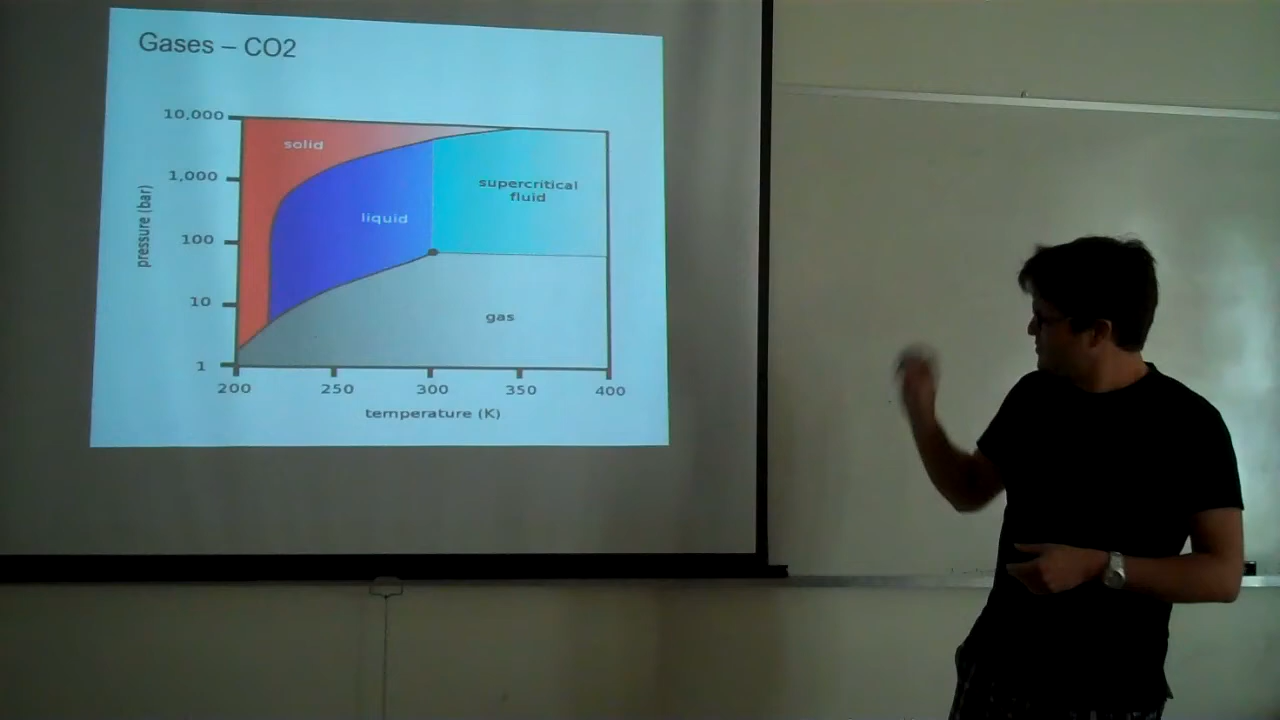 Gases – CO2
10,000
solid
1,000
supercritical
fluid
liquid
pressure (bar)
100
10
gas
1
200 250 300 350 400
temperature (K)